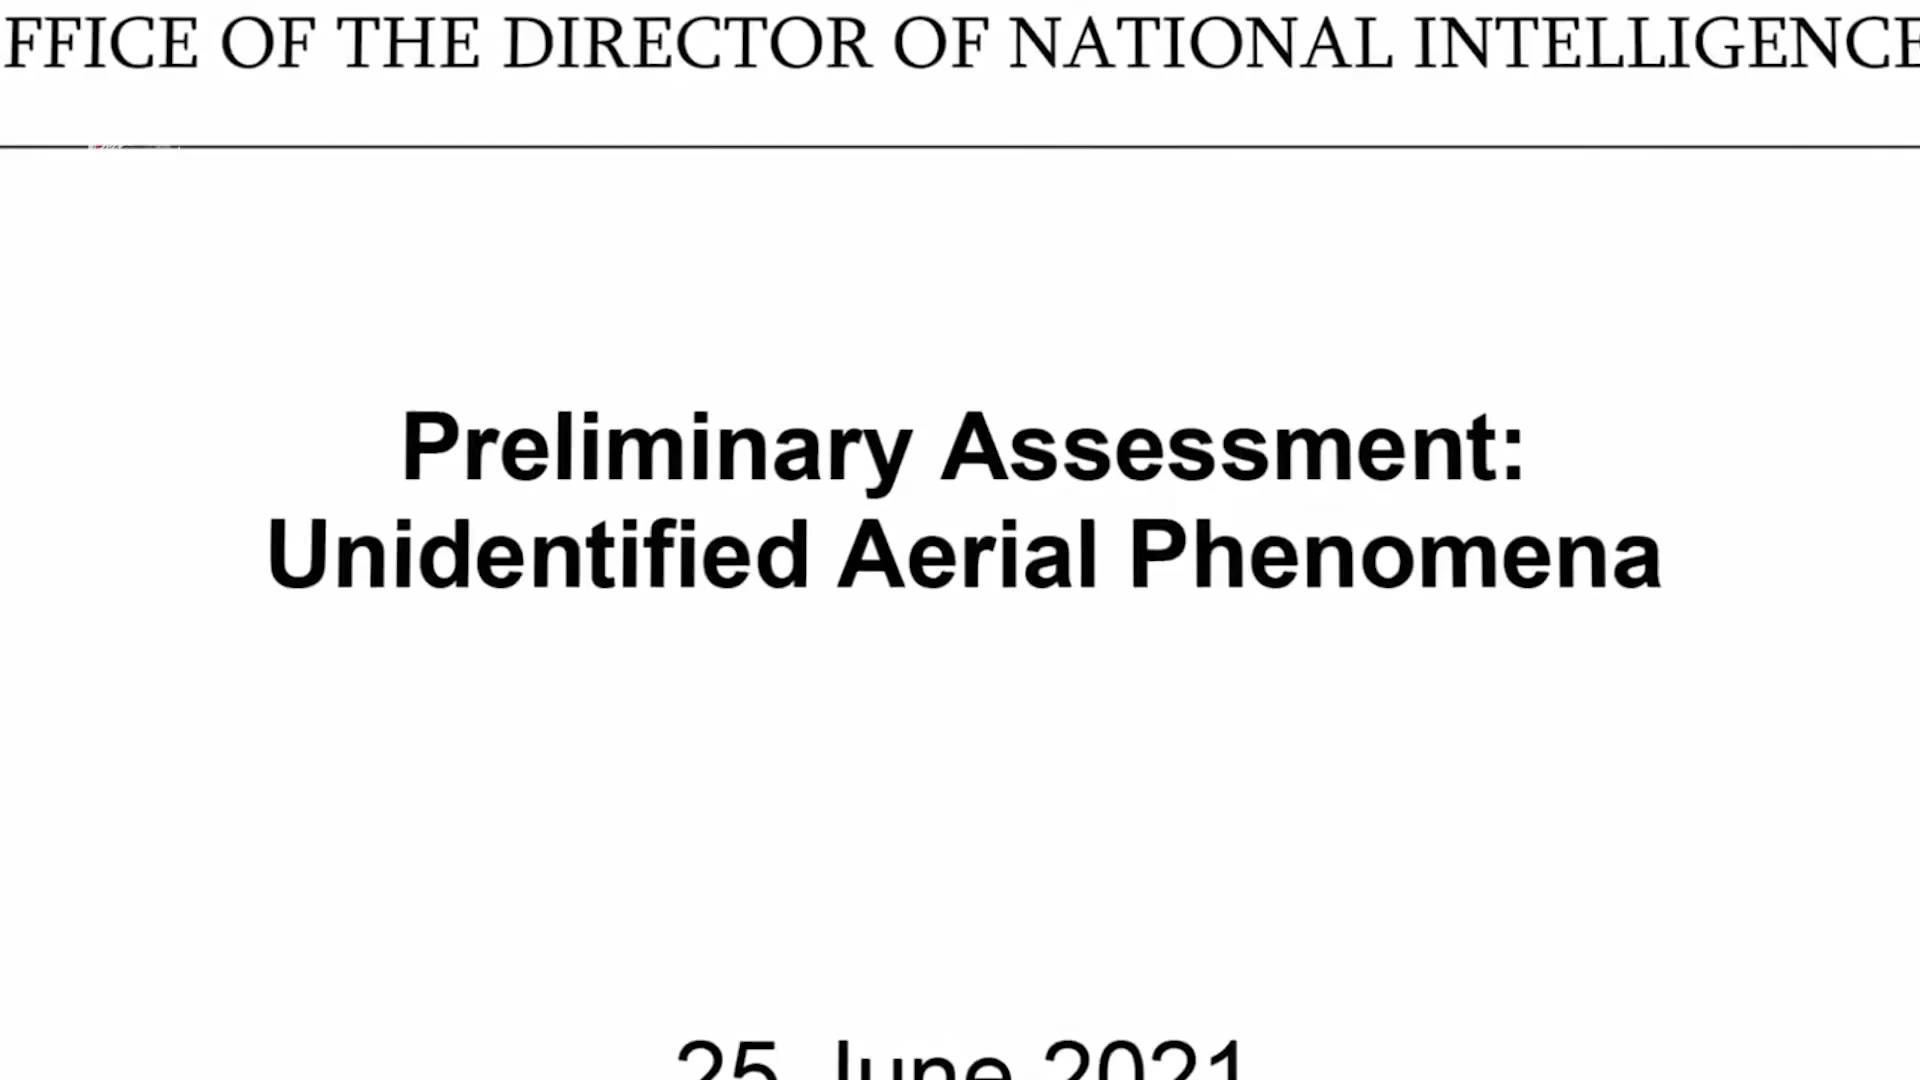 FFICE OF THE DIRECTOR OF NATIONAL INTELLIGENCE
Preliminary Assessment:
Unidentified Aerial Phenomena
25 June 2021